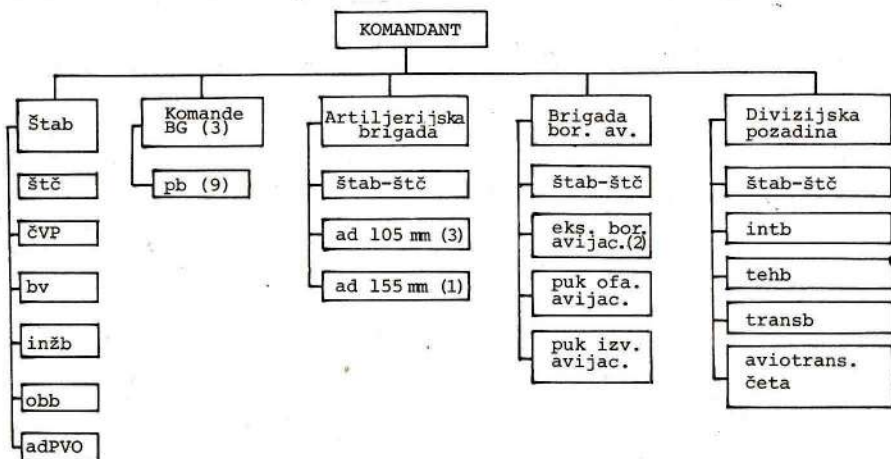 KOMANDANT
Štab
štč
čVP
bv
inžb
obb
adPVO
Komande
BG (3)
pb (9)
Artiljerijska
brigada
štab-štč
ad 105 mm (3)
ad 155 mm (1)
Brigada
bor. av.
štab-štč
eks. bor.
avijac.(2)
puk ofa.
avijac.
puk izv.
avijac.
Divizijska
pozadina
štab-štč
intb
tehb
transb
aviotrans.
četa